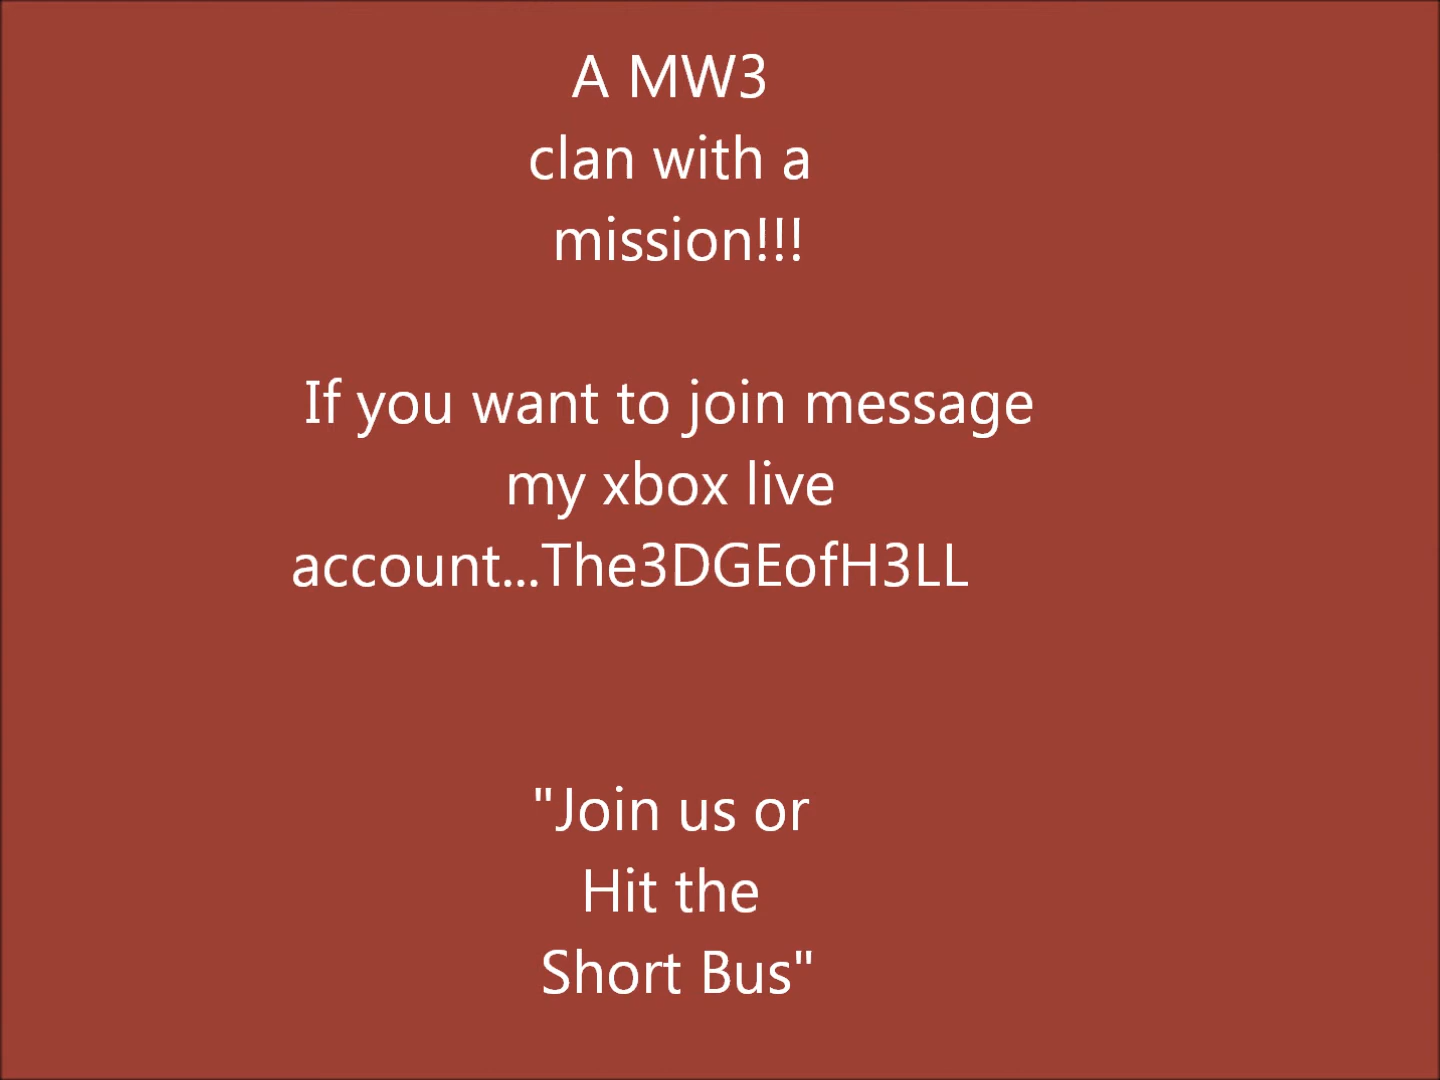 A MW3
clan with a
mission!!!
If you want to join message
my xbox live
account...The3DGEofH3LL
"Join us or
Hit the
Short Bus"